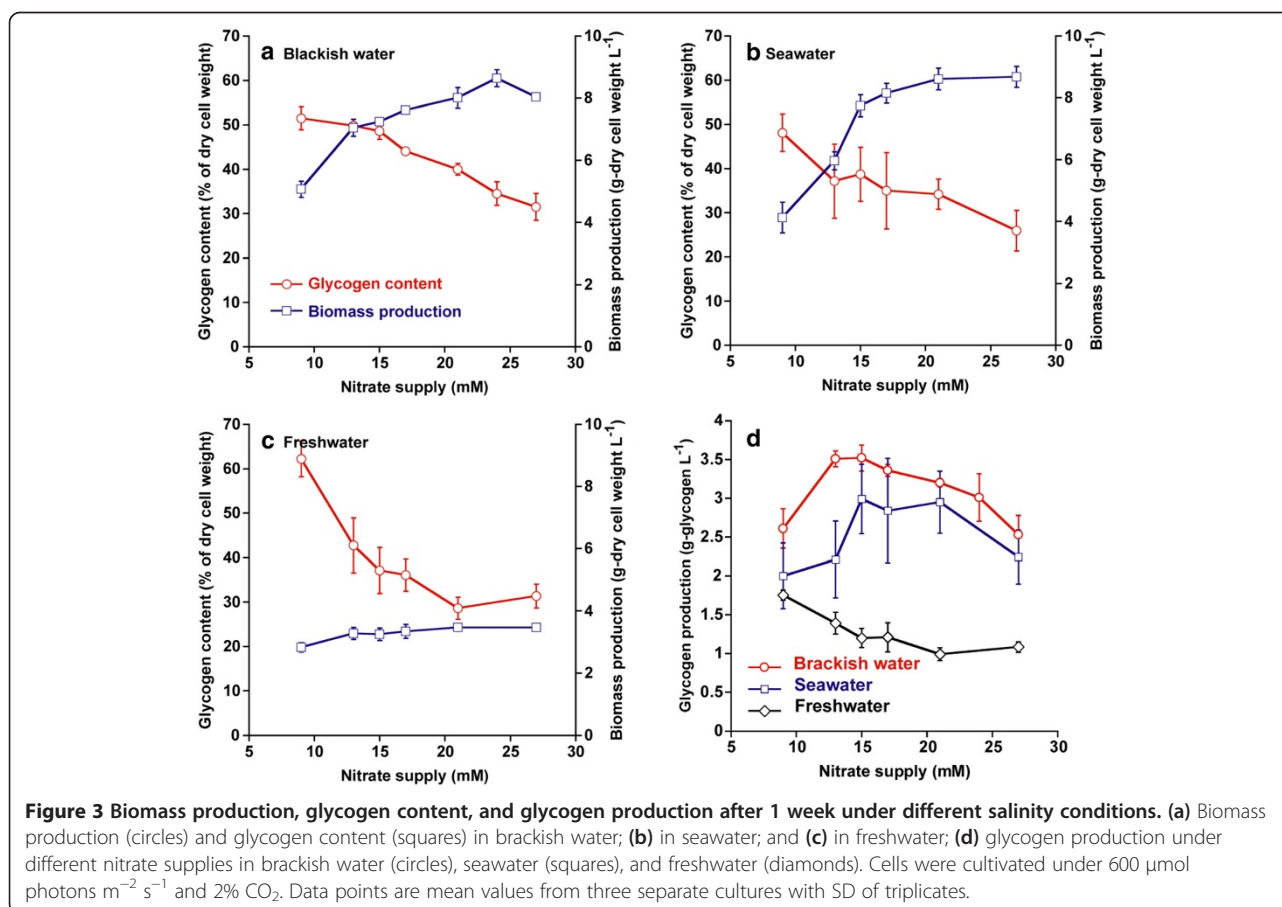 a Blackish water
Glycogen content (% of dry cell weight)
70
60
50
40
30
20
10
0
10
8
6
4
2
0
Biomass production (g-dry cell weight L⁻¹)
Glycogen content
Biomass production
5 10 15 20 25 30
Nitrate supply (mM)
b Seawater
Glycogen content (% of dry cell weight)
70
60
50
40
30
20
10
0
10
8
6
4
2
0
Biomass production (g-dry cell weight L⁻¹)
5 10 15 20 25 30
Nitrate supply (mM)
c Freshwater
Glycogen content (% of dry cell weight)
70
60
50
40
30
20
10
0
10
8
6
4
2
0
Biomass production (g-dry cell weight L⁻¹)
5 10 15 20 25 30
Nitrate supply (mM)
d
Glycogen production (g-glycogen L⁻¹)
4
3.5
3
2.5
2
1.5
1
0.5
0
Brackish water
Seawater
Freshwater
5 10 15 20 25 30
Nitrate supply (mM)
Figure 3 Biomass production, glycogen content, and glycogen production after 1 week under different salinity conditions. (a) Biomass
production (circles) and glycogen content (squares) in brackish water; (b) in seawater; and (c) in freshwater; (d) glycogen production under
different nitrate supplies in brackish water (circles), seawater (squares), and freshwater (diamonds). Cells were cultivated under 600 μmol
photons m⁻² s⁻¹ and 2% CO₂. Data points are mean values from three separate cultures with SD of triplicates.